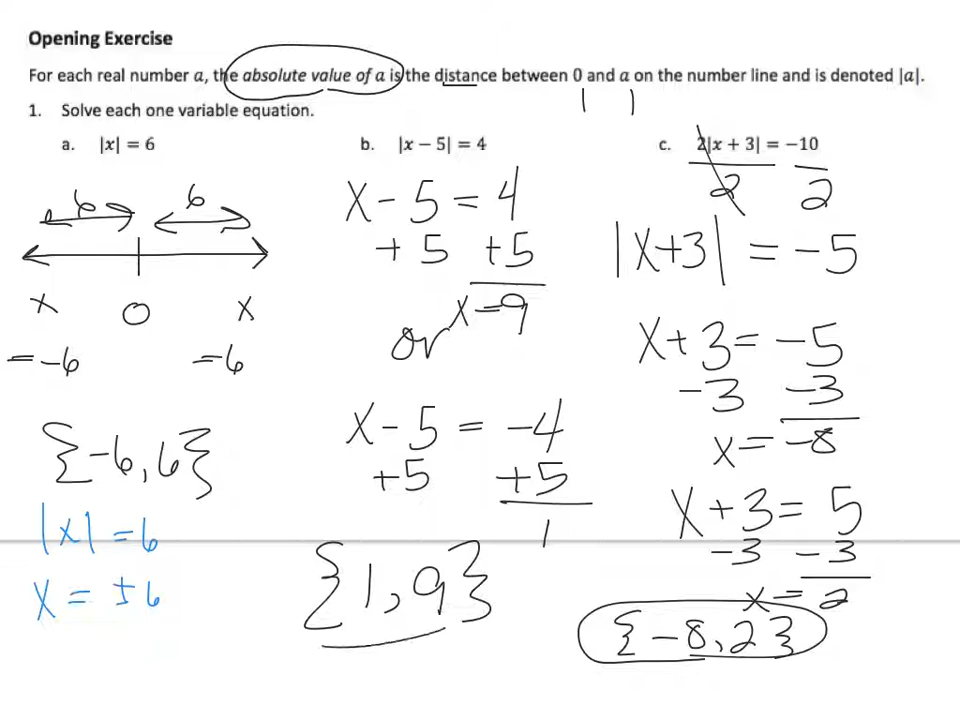 Opening Exercise
For each real number a, the absolute value of a is the distance between 0 and a on the number line and is denoted |a|.
1. Solve each one variable equation.
a. |x| = 6
6 6
x 0 x
= -6 = 6
{-6, 6}
|x| = 6
x = ±6
b. |x − 5| = 4
x - 5 = 4
+ 5 +5
x = 9
or
x - 5 = -4
+5 +5
1
{1, 9}
c. 2|x + 3| = −10
2 2
|x+3| = -5
x + 3 = -5
-3 -3
x = -8
x + 3 = 5
-3 -3
x = 2
{-8, 2}